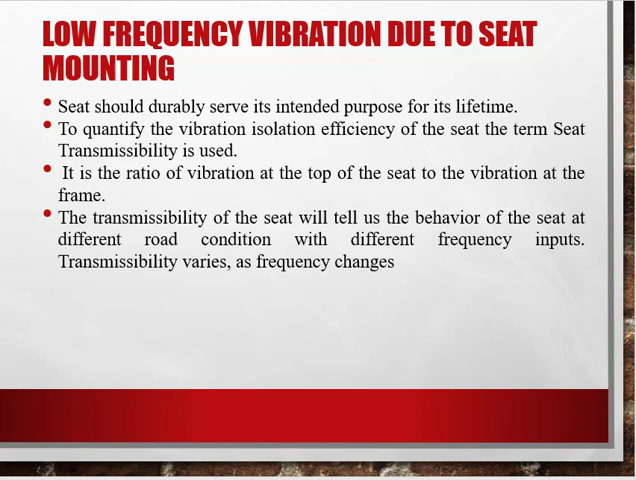 LOW FREQUENCY VIBRATION DUE TO SEAT
MOUNTING
• Seat should durably serve its intended purpose for its lifetime.
• To quantify the vibration isolation efficiency of the seat the term Seat
Transmissibility is used.
• It is the ratio of vibration at the top of the seat to the vibration at the
frame.
• The transmissibility of the seat will tell us the behavior of the seat at
different road condition with different frequency inputs.
Transmissibility varies, as frequency changes